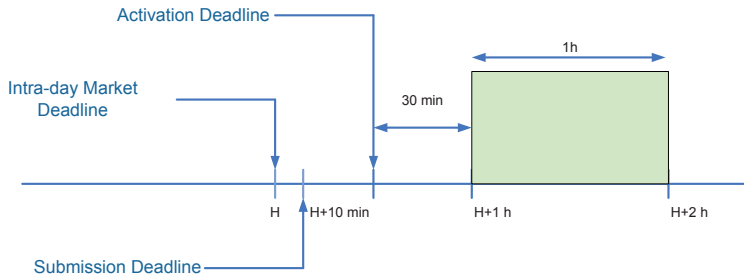 Activation Deadline
1h
Intra-day Market
Deadline
30 min
H
H+10 min
H+1 h
H+2 h
Submission Deadline